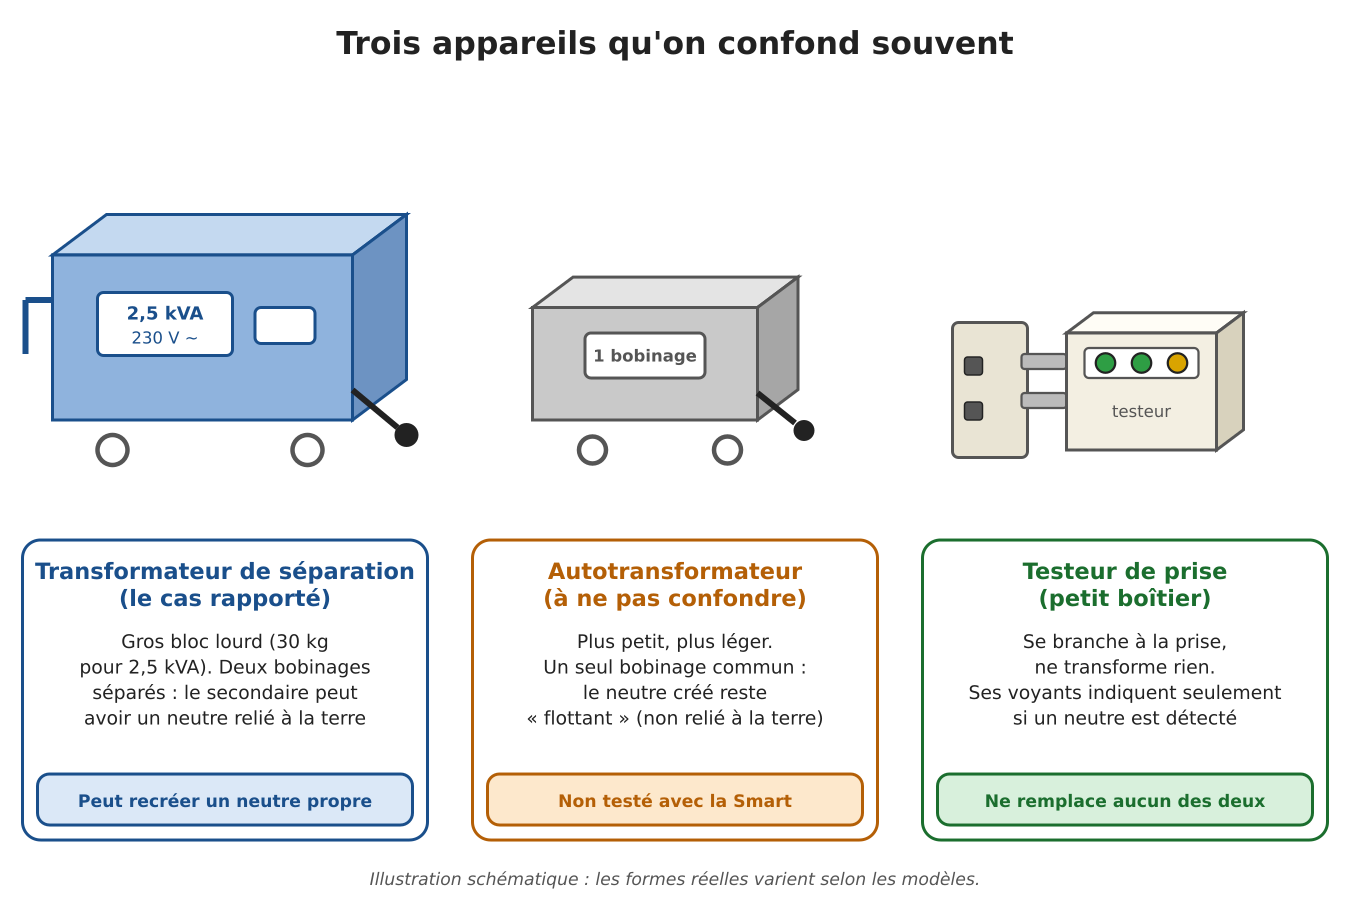 Trois appareils qu'on confond souvent
2,5 kVA
230 V ~
1 bobinage
testeur
Transformateur de séparation
(le cas rapporté)
Gros bloc lourd (30 kg
pour 2,5 kVA). Deux bobinages
séparés : le secondaire peut
avoir un neutre relié à la terre
Peut recréer un neutre propre
Autotransformateur
(à ne pas confondre)
Plus petit, plus léger.
Un seul bobinage commun :
le neutre créé reste
« flottant » (non relié à la terre)
Non testé avec la Smart
Testeur de prise
(petit boîtier)
Se branche à la prise,
ne transforme rien.
Ses voyants indiquent seulement
si un neutre est détecté
Ne remplace aucun des deux
Illustration schématique : les formes réelles varient selon les modèles.